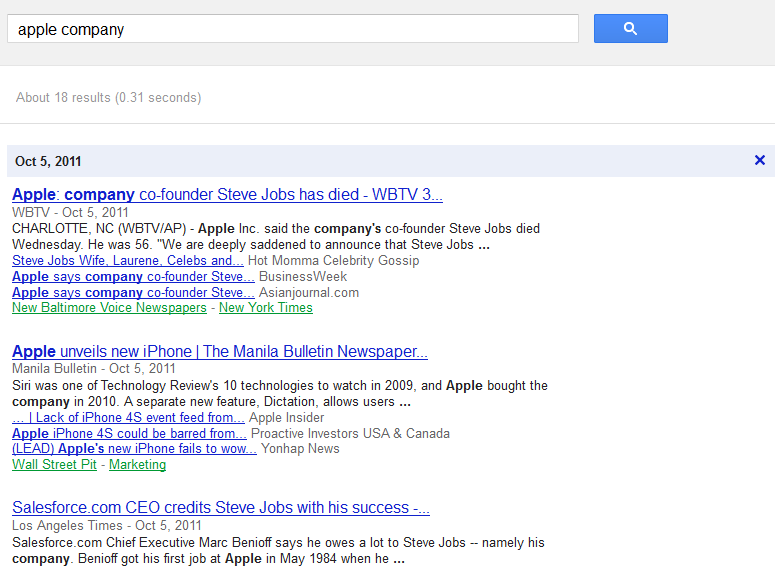 apple company
About 18 results (0.31 seconds)
Oct 5, 2011
Apple: company co-founder Steve Jobs has died - WBTV 3...
WBTV - Oct 5, 2011
CHARLOTTE, NC (WBTV/AP) - Apple Inc. said the company's co-founder Steve Jobs died
Wednesday. He was 56. "We are deeply saddened to announce that Steve Jobs ...
Steve Jobs Wife, Laurene, Celebs and... Hot Momma Celebrity Gossip
Apple says company co-founder Steve... BusinessWeek
Apple says company co-founder Steve... Asianjournal.com
New Baltimore Voice Newspapers - New York Times
Apple unveils new iPhone | The Manila Bulletin Newspaper...
Manila Bulletin - Oct 5, 2011
Siri was one of Technology Review's 10 technologies to watch in 2009, and Apple bought the
company in 2010. A separate new feature, Dictation, allows users ...
... | Lack of iPhone 4S event feed from... Apple Insider
Apple iPhone 4S could be barred from... Proactive Investors USA & Canada
(LEAD) Apple's new iPhone fails to wow... Yonhap News
Wall Street Pit - Marketing
Salesforce.com CEO credits Steve Jobs with his success -...
Los Angeles Times - Oct 5, 2011
Salesforce.com Chief Executive Marc Benioff says he owes a lot to Steve Jobs -- namely his
company. Benioff got his first job at Apple in May 1984 when he ...